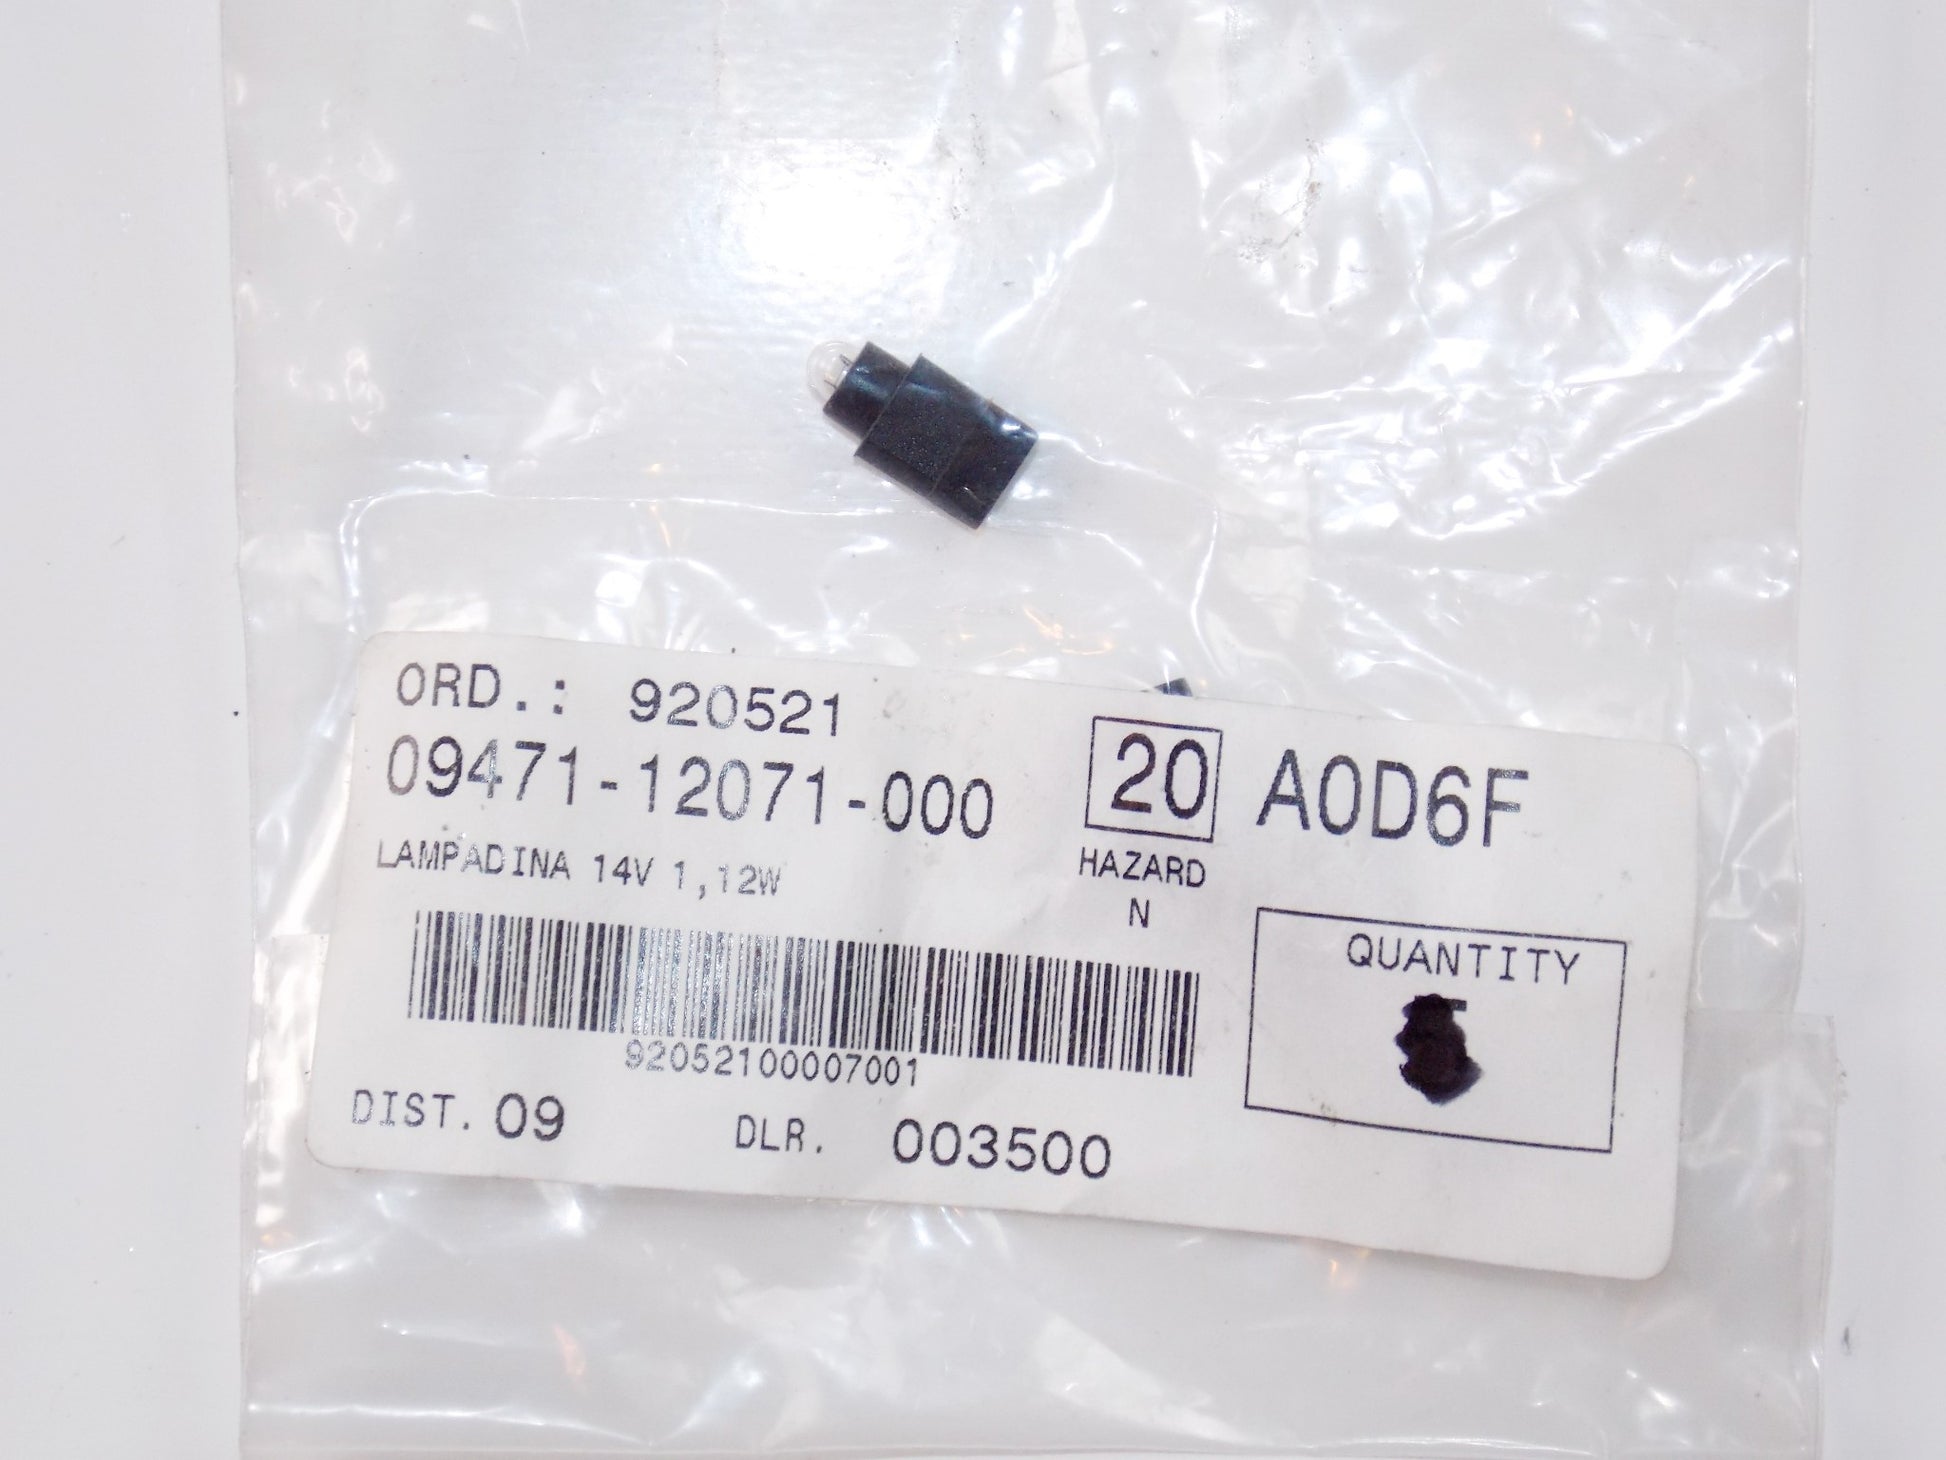 ORD.: 920521
09471-12071-000 20 A0D6F
LAMPADINA 14V 1,12W HAZARD
N
QUANTITY
92052100007001
DIST. 09 DLR. 003500